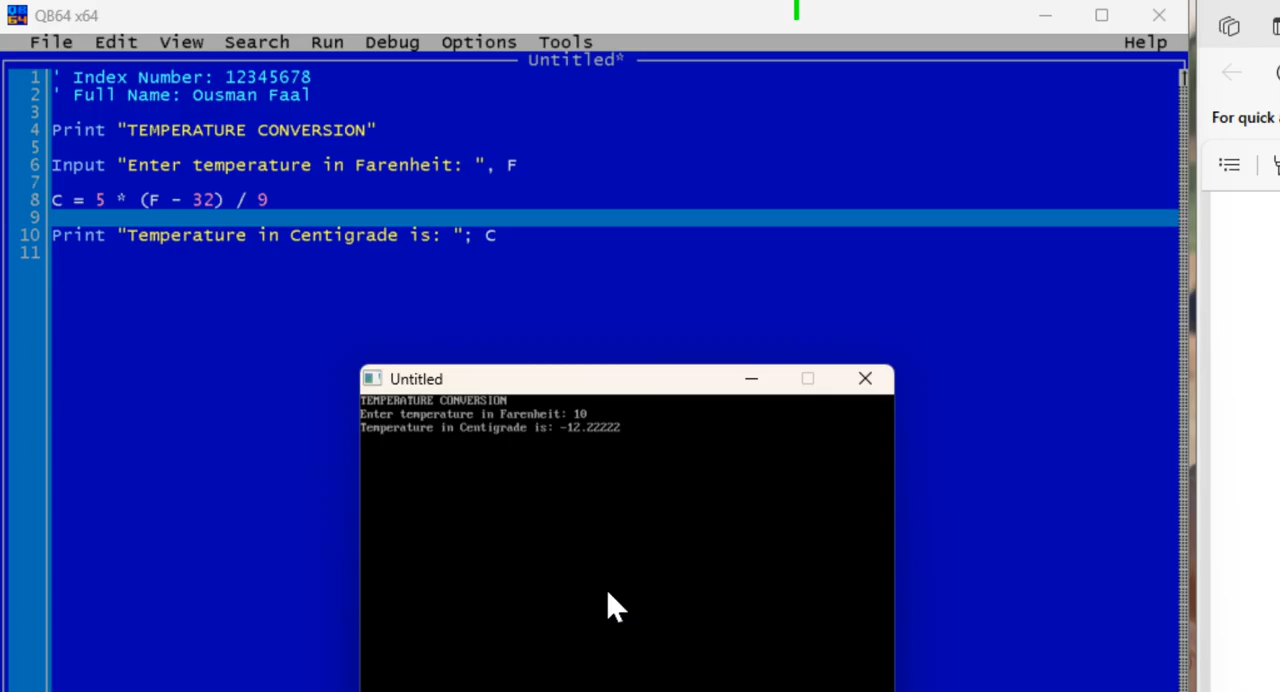 QB64 x64
File Edit View Search Run Debug Options Tools Help
Untitled*
1 ' Index Number: 12345678
2 ' Full Name: Ousman Faal
3
4 Print "TEMPERATURE CONVERSION"
5
6 Input "Enter temperature in Farenheit: ", F
7
8 C = 5 * (F - 32) / 9
9
10 Print "Temperature in Centigrade is: "; C
11
Untitled
TEMPERATURE CONVERSION
Enter temperature in Farenheit: 10
Temperature in Centigrade is: -12.22222
For quick